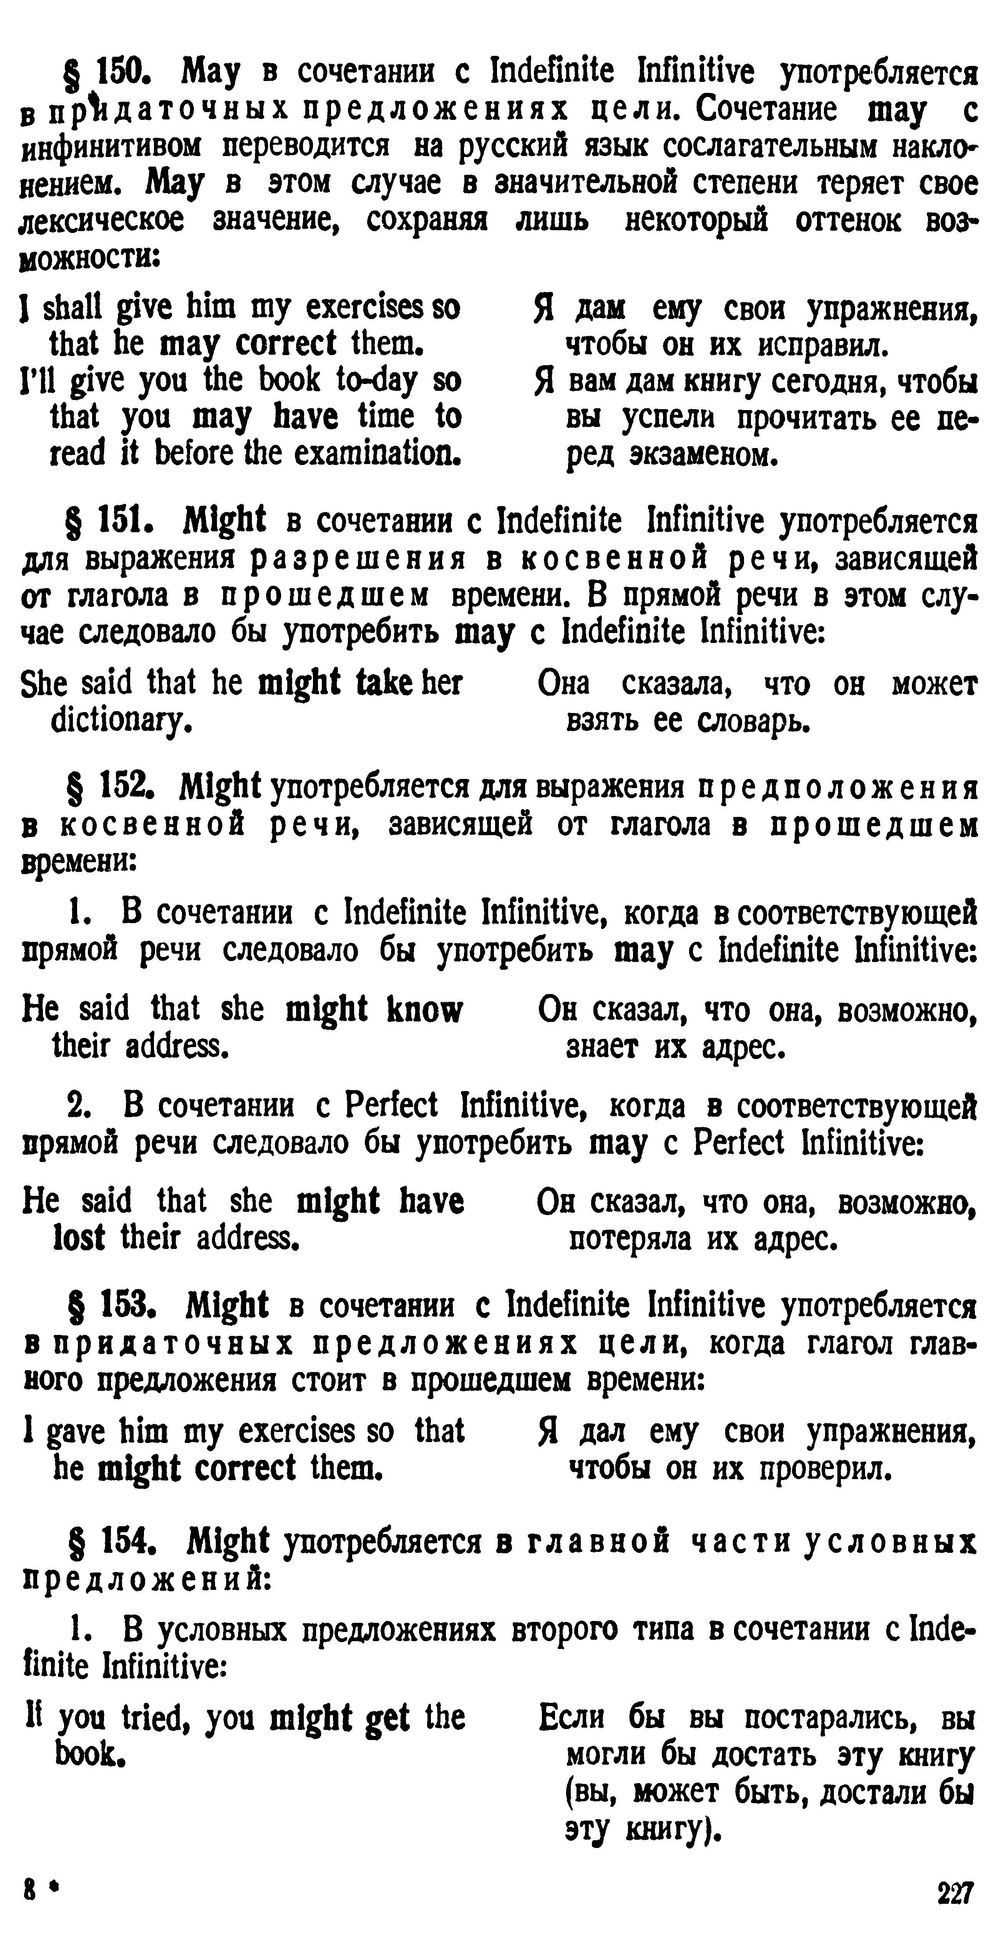 § 150. May в сочетании с Indefinite Infinitive употребляется
в придаточных предложениях цели. Сочетание may с
инфинитивом переводится на русский язык сослагательным накло-
нением. May в этом случае в значительной степени теряет свое
лексическое значение, сохраняя лишь некоторый оттенок воз-
можности:
I shall give him my exercises so
that he may correct them.
Я дам ему свои упражнения,
чтобы он их исправил.
I'll give you the book to-day so
that you may have time to
read it before the examination.
Я вам дам книгу сегодня, чтобы
вы успели прочитать ее пе-
ред экзаменом.
§ 151. Might в сочетании с Indefinite Infinitive употребляется
для выражения разрешения в косвенной речи, зависящей
от глагола в прошедшем времени. В прямой речи в этом слу-
чае следовало бы употребить may с Indefinite Infinitive:
She said that he might take her
dictionary.
Она сказала, что он может
взять ее словарь.
§ 152. Might употребляется для выражения предположения
в косвенной речи, зависящей от глагола в прошедшем
времени:
1. В сочетании с Indefinite Infinitive, когда в соответствующей
прямой речи следовало бы употребить may с Indefinite Infinitive:
He said that she might know
their address.
Он сказал, что она, возможно,
знает их адрес.
2. В сочетании с Perfect Infinitive, когда в соответствующей
прямой речи следовало бы употребить may с Perfect Infinitive:
He said that she might have
lost their address.
Он сказал, что она, возможно,
потеряла их адрес.
§ 153. Might в сочетании с Indefinite Infinitive употребляется
в придаточных предложениях цели, когда глагол глав-
ного предложения стоит в прошедшем времени:
I gave him my exercises so that
he might correct them.
Я дал ему свои упражнения,
чтобы он их проверил.
§ 154. Might употребляется в главной части условных
предложений:
1. В условных предложениях второго типа в сочетании с Inde-
finite Infinitive:
If you tried, you might get the
book.
Если бы вы постарались, вы
могли бы достать эту книгу
(вы, может быть, достали бы
эту книгу).
8 *
227